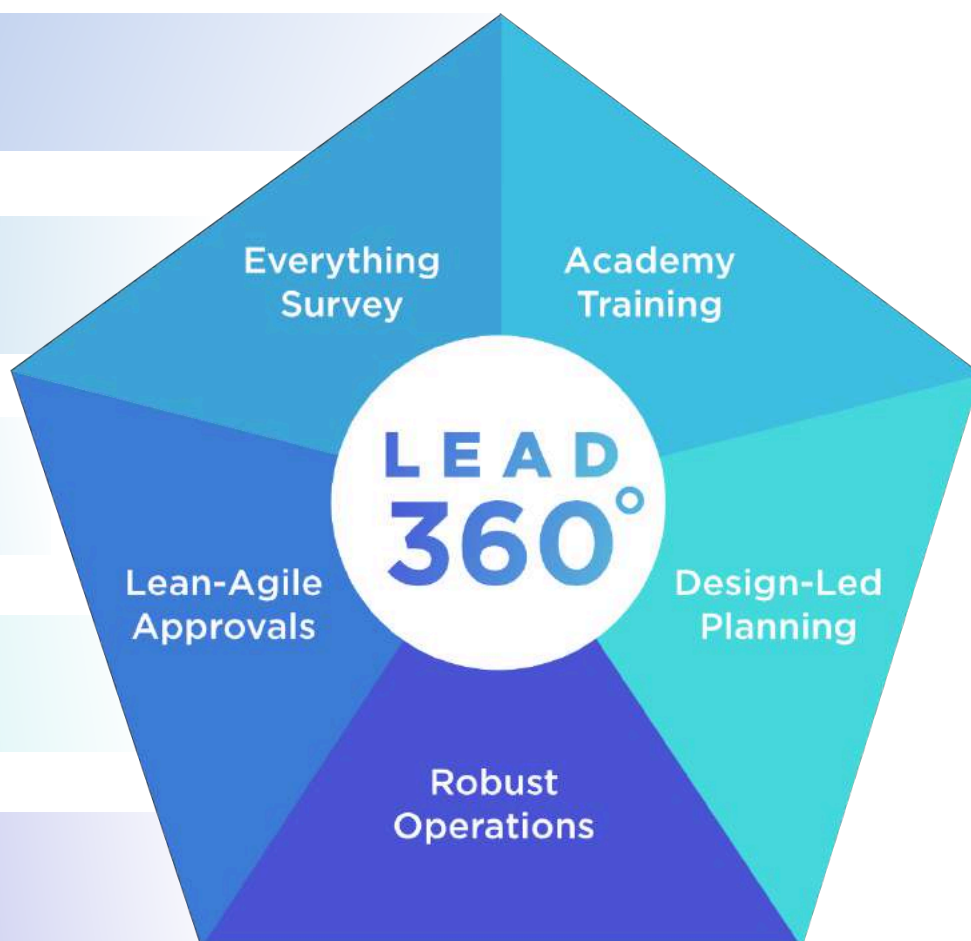 Everything
Survey
Academy
Training
LEAD
360°
Lean-Agile
Approvals
Design-Led
Planning
Robust
Operations